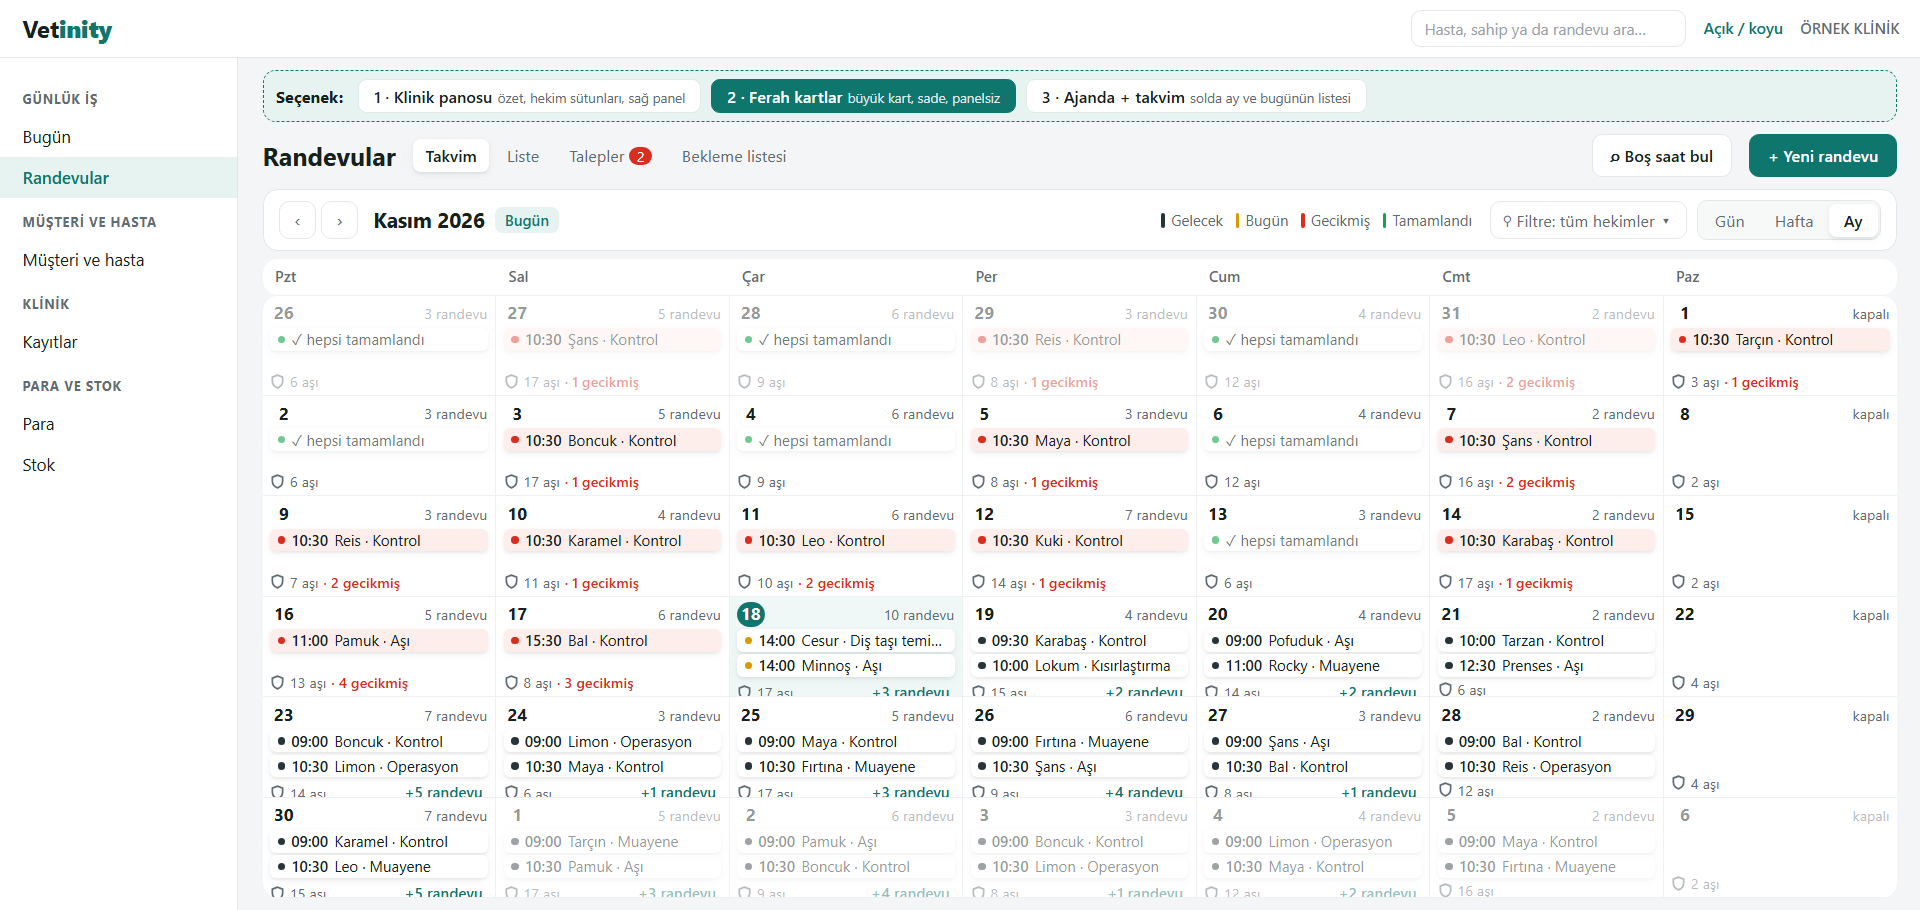 Vetinity
Hasta, sahip ya da randevu ara...
Açık / koyu
ÖRNEK KLİNİK
GÜNLÜK İŞ
Bugün
Randevular
MÜŞTERİ VE HASTA
Müşteri ve hasta
KLİNİK
Kayıtlar
PARA VE STOK
Para
Stok
Seçenek:
1 · Klinik panosu özet, hekim sütunları, sağ panel
2 · Ferah kartlar büyük kart, sade, panelsiz
3 · Ajanda + takvim solda ay ve bugünün listesi
Randevular
Takvim
Liste
Talepler 2
Bekleme listesi
Boş saat bul
+ Yeni randevu
‹ ›
Kasım 2026
Bugün
Gelecek
Bugün
Gecikmiş
Tamamlandı
Filtre: tüm hekimler ▾
Gün
Hafta
Ay
Pzt Sal Çar Per Cum Cmt Paz
26 3 randevu
✓ hepsi tamamlandı
6 aşı
27 5 randevu
10:30 Şans · Kontrol
17 aşı · 1 gecikmiş
28 6 randevu
✓ hepsi tamamlandı
9 aşı
29 3 randevu
10:30 Reis · Kontrol
8 aşı · 1 gecikmiş
30 4 randevu
✓ hepsi tamamlandı
12 aşı
31 2 randevu
10:30 Leo · Kontrol
16 aşı · 2 gecikmiş
1 kapalı
10:30 Tarçın · Kontrol
3 aşı · 1 gecikmiş
2 3 randevu
✓ hepsi tamamlandı
6 aşı
3 5 randevu
10:30 Boncuk · Kontrol
17 aşı · 1 gecikmiş
4 6 randevu
✓ hepsi tamamlandı
9 aşı
5 3 randevu
10:30 Maya · Kontrol
8 aşı · 1 gecikmiş
6 4 randevu
✓ hepsi tamamlandı
12 aşı
7 2 randevu
10:30 Şans · Kontrol
16 aşı · 2 gecikmiş
8 kapalı
2 aşı
9 3 randevu
10:30 Reis · Kontrol
7 aşı · 2 gecikmiş
10 4 randevu
10:30 Karamel · Kontrol
11 aşı · 1 gecikmiş
11 6 randevu
10:30 Leo · Kontrol
10 aşı · 2 gecikmiş
12 7 randevu
10:30 Kuki · Kontrol
14 aşı · 1 gecikmiş
13 3 randevu
✓ hepsi tamamlandı
6 aşı
14 2 randevu
10:30 Karabaş · Kontrol
17 aşı · 1 gecikmiş
15 kapalı
2 aşı
16 5 randevu
11:00 Pamuk · Aşı
13 aşı · 4 gecikmiş
17 6 randevu
15:30 Bal · Kontrol
8 aşı · 3 gecikmiş
18 10 randevu
14:00 Cesur · Diş taşı temi...
14:00 Minnoş · Aşı
17 aşı +3 randevu
19 4 randevu
09:30 Karabaş · Kontrol
10:00 Lokum · Kısırlaştırma
15 aşı +2 randevu
20 4 randevu
09:00 Pofuduk · Aşı
11:00 Rocky · Muayene
14 aşı +2 randevu
21 2 randevu
10:00 Tarzan · Kontrol
12:30 Prenses · Aşı
6 aşı
22 kapalı
4 aşı
23 7 randevu
09:00 Boncuk · Kontrol
10:30 Limon · Operasyon
14 aşı +5 randevu
24 3 randevu
09:00 Limon · Operasyon
10:30 Maya · Kontrol
6 aşı +1 randevu
25 5 randevu
09:00 Maya · Kontrol
10:30 Fırtına · Muayene
17 aşı +3 randevu
26 6 randevu
09:00 Fırtına · Muayene
10:30 Şans · Aşı
9 aşı +4 randevu
27 3 randevu
09:00 Şans · Aşı
10:30 Bal · Kontrol
8 aşı +1 randevu
28 2 randevu
09:00 Bal · Kontrol
10:30 Reis · Operasyon
12 aşı
29 kapalı
4 aşı
30 7 randevu
09:00 Karamel · Kontrol
10:30 Leo · Muayene
15 aşı +5 randevu
1 5 randevu
09:00 Tarçın · Muayene
10:30 Pamuk · Aşı
17 aşı +3 randevu
2 6 randevu
09:00 Pamuk · Aşı
10:30 Boncuk · Kontrol
9 aşı +4 randevu
3 3 randevu
09:00 Boncuk · Kontrol
10:30 Limon · Operasyon
8 aşı +1 randevu
4 4 randevu
09:00 Limon · Operasyon
10:30 Maya · Kontrol
12 aşı +2 randevu
5 2 randevu
09:00 Maya · Kontrol
10:30 Fırtına · Muayene
16 aşı
6 kapalı
2 aşı